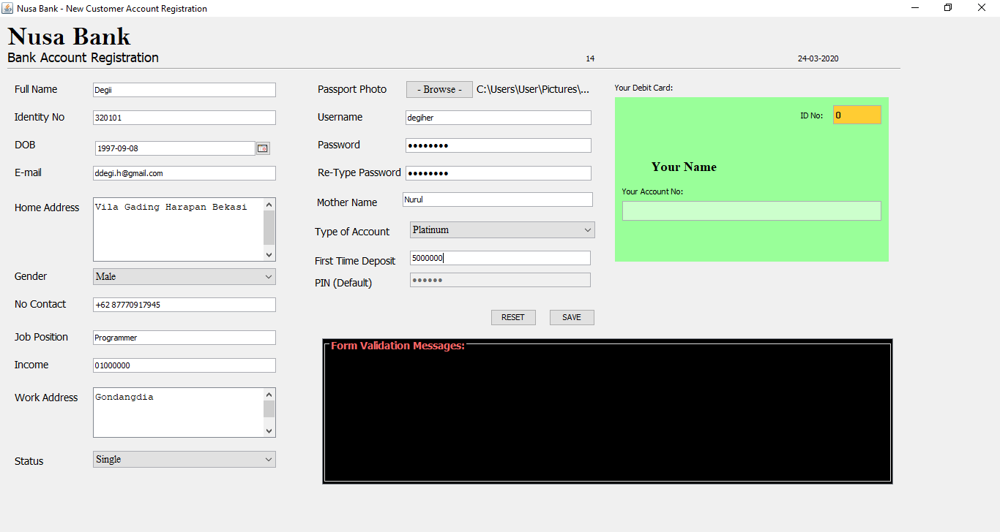 Nusa Bank - New Customer Account Registration
Nusa Bank
Bank Account Registration
14
24-03-2020
Full Name
Degii
Identity No
320101
DOB
1997-09-08
E-mail
ddegi.h@gmail.com
Home Address
Vila Gading Harapan Bekasi
Gender
Male
No Contact
+62 87770917945
Job Position
Programmer
Income
01000000
Work Address
Gondangdia
Status
Single
Passport Photo
- Browse -
C:\Users\User\Pictures\...
Username
degiher
Password
●●●●●●●●
Re-Type Password
●●●●●●●●
Mother Name
Nurul
Type of Account
Platinum
First Tiime Deposit
5000000
PIN (Default)
●●●●●●
RESET
SAVE
Your Debit Card:
ID No:
0
Your Name
Your Account No:
Form Validation Messages: